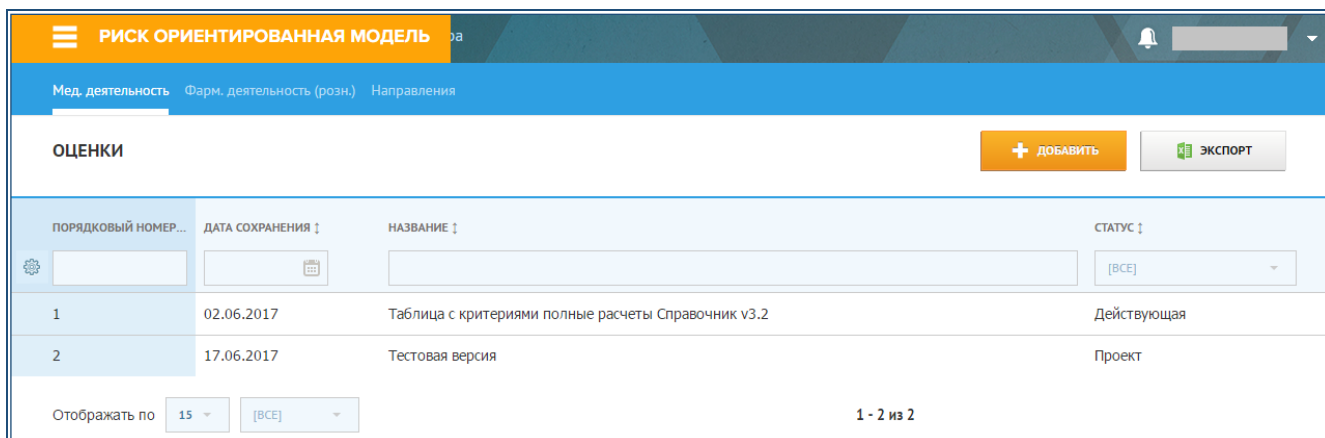 РИСК ОРИЕНТИРОВАННАЯ МОДЕЛЬ ра
Мед. деятельность Фарм. деятельность (розн.) Направления
ОЦЕНКИ ДОБАВИТЬ ЭКСПОРТ
ПОРЯДКОВЫЙ НОМЕР... ДАТА СОХРАНЕНИЯ НАЗВАНИЕ СТАТУС
[ВСЕ]
1 02.06.2017 Таблица с критериями полные расчеты Справочник v3.2 Действующая
2 17.06.2017 Тестовая версия Проект
Отображать по 15 [ВСЕ] 1 - 2 из 2